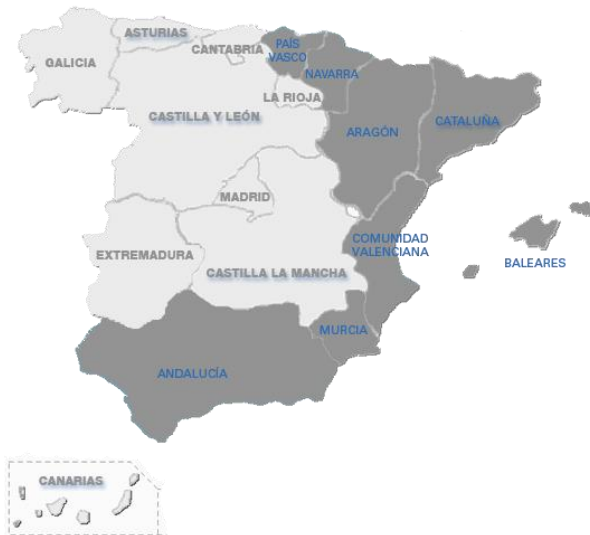 ASTURIAS
CANTABRIA
PAÍS
VASCO
GALICIA
NAVARRA
LA RIOJA
CASTILLA Y LEÓN
ARAGÓN
CATALUÑA
MADRID
COMUNIDAD
VALENCIANA
EXTREMADURA
CASTILLA LA MANCHA
BALEARES
MURCIA
ANDALUCÍA
CANARIAS